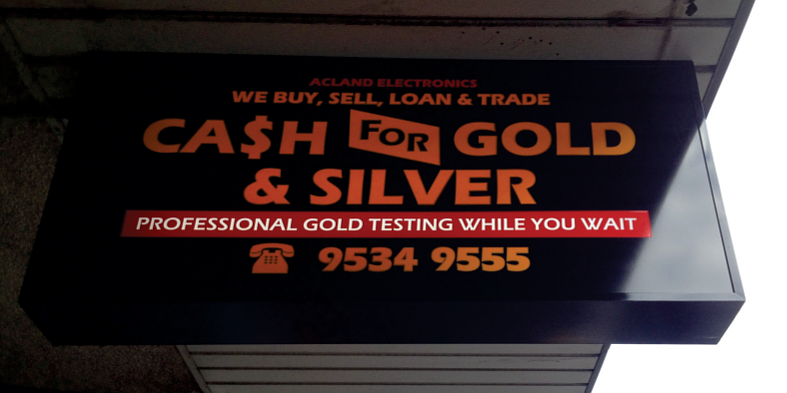 ACLAND ELECTRONICS
WE BUY, SELL, LOAN & TRADE
CA$H FOR GOLD
& SILVER
PROFESSIONAL GOLD TESTING WHILE YOU WAIT
☎ 9534 9555